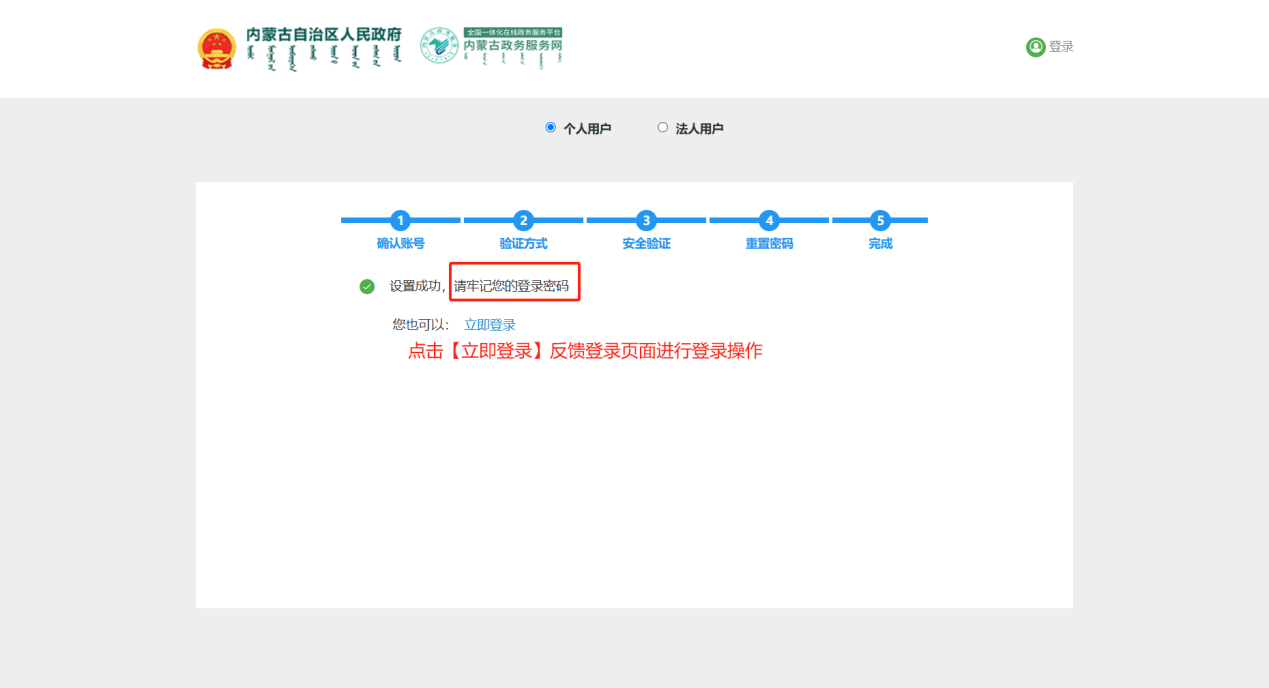 内蒙古自治区人民政府
全国一体化在线政务服务平台
内蒙古政务服务网
登录
个人用户 法人用户
1 2 3 4 5
确认账号 验证方式 安全验证 重置密码 完成
设置成功，请牢记您的登录密码
您也可以： 立即登录
点击【立即登录】反馈登录页面进行登录操作